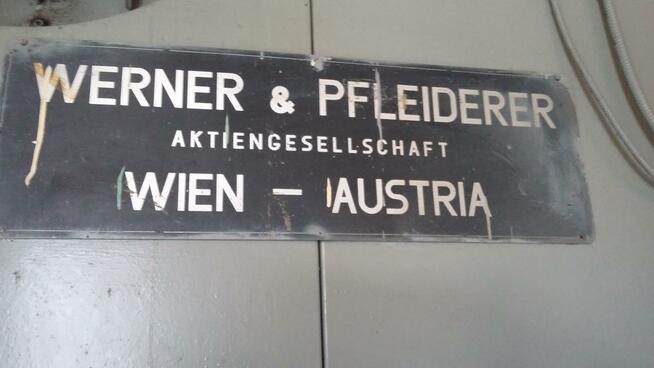 WERNER & PFLEIDERER
AKTIENGESELLSCHAFT
WIEN – AUSTRIA